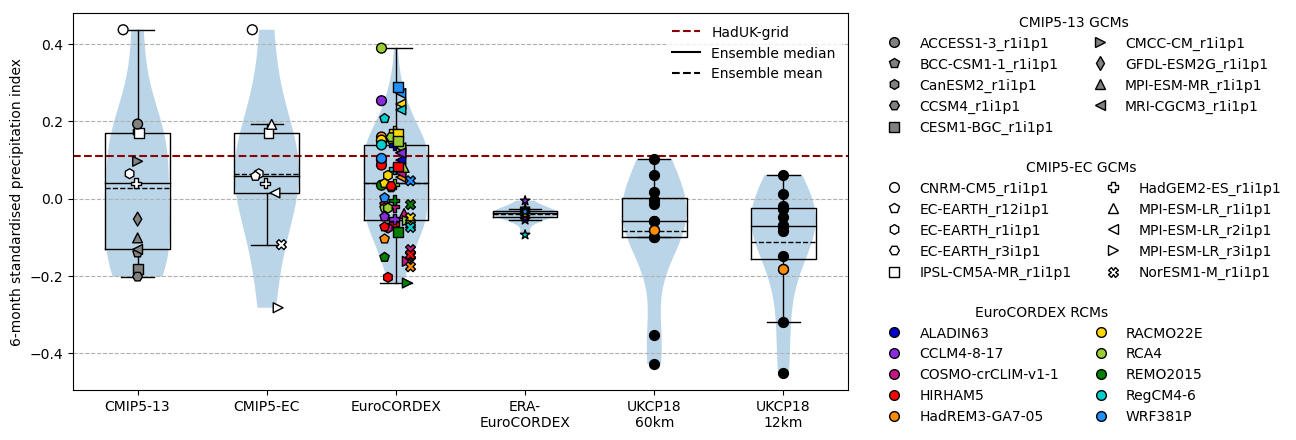 6-month standardised precipitation index
0.4
0.2
0.0
−0.2
−0.4
HadUK-grid
Ensemble median
Ensemble mean
CMIP5-13
CMIP5-EC
EuroCORDEX
ERA-
EuroCORDEX
UKCP18
60km
UKCP18
12km
CMIP5-13 GCMs
ACCESS1-3_r1i1p1
BCC-CSM1-1_r1i1p1
CanESM2_r1i1p1
CCSM4_r1i1p1
CESM1-BGC_r1i1p1
CMCC-CM_r1i1p1
GFDL-ESM2G_r1i1p1
MPI-ESM-MR_r1i1p1
MRI-CGCM3_r1i1p1
CMIP5-EC GCMs
CNRM-CM5_r1i1p1
EC-EARTH_r12i1p1
EC-EARTH_r1i1p1
EC-EARTH_r3i1p1
IPSL-CM5A-MR_r1i1p1
HadGEM2-ES_r1i1p1
MPI-ESM-LR_r1i1p1
MPI-ESM-LR_r2i1p1
MPI-ESM-LR_r3i1p1
NorESM1-M_r1i1p1
EuroCORDEX RCMs
ALADIN63
CCLM4-8-17
COSMO-crCLIM-v1-1
HIRHAM5
HadREM3-GA7-05
RACMO22E
RCA4
REMO2015
RegCM4-6
WRF381P